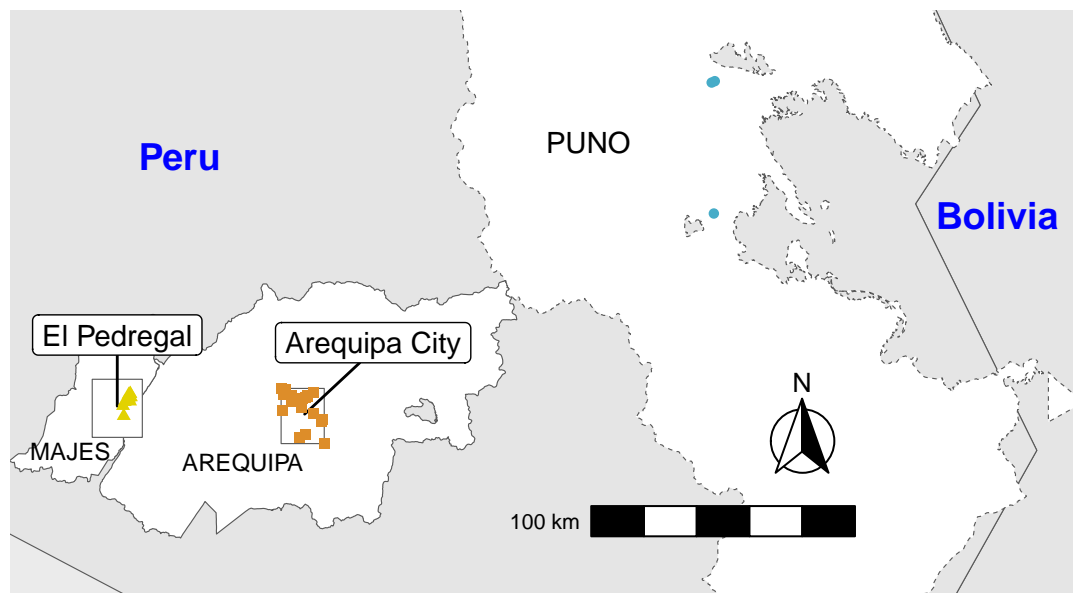 PUNO
Peru
Bolivia
El Pedregal
Arequipa City
N
MAJES
AREQUIPA
100 km